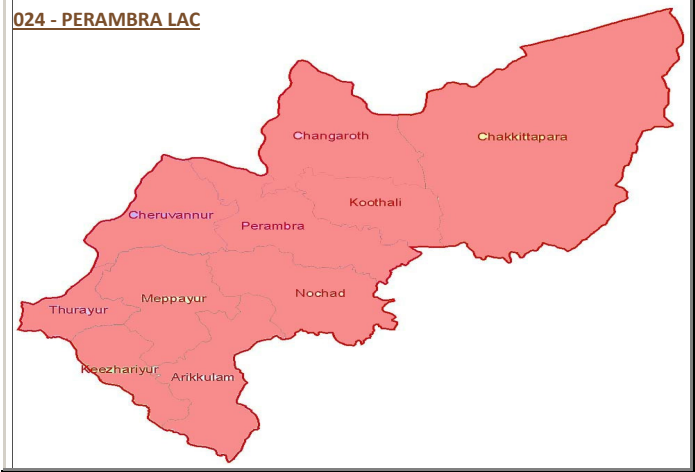 024 - PERAMBRA LAC
Changaroth
Chakkittapara
Koothali
Cheruvannur
Perambra
Nochad
Meppayur
Thurayur
Keezhariyur
Arikkulam